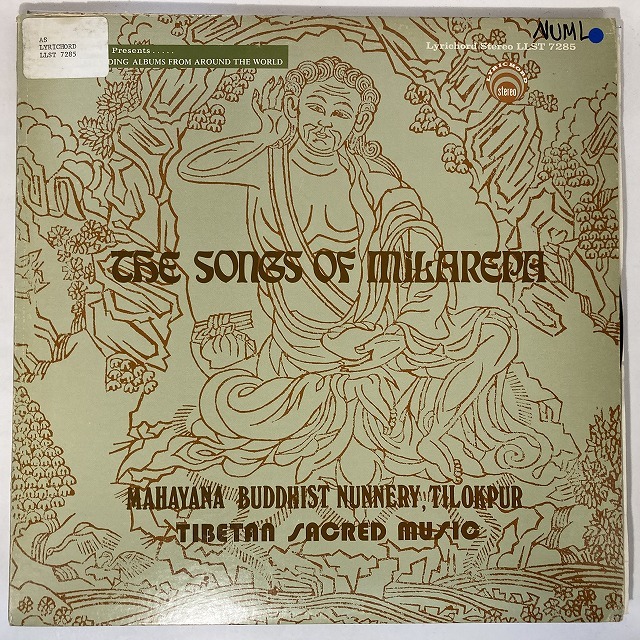 AS
LYRICHORD
LLST 7285
Presents.....
DING ALBUMS FROM AROUND THE WORLD
NUML
Lyrichord Stereo LLST 7285
stereo
THE SONGS OF MILAREPA
MAHAYANA BUDDHIST NUNNERY, TILOKPUR
TIBETAN SACRED MUSIC